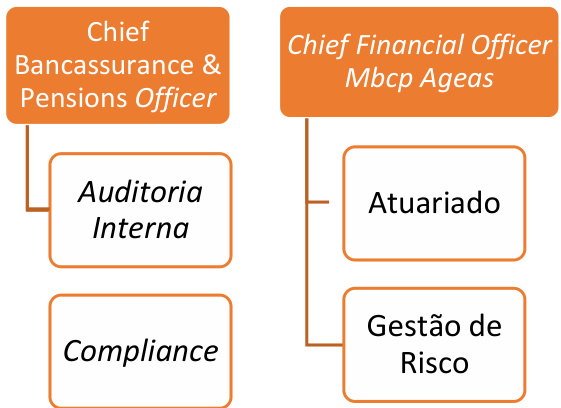 Chief
Bancassurance &
Pensions Officer
Auditoria
Interna
Compliance
Chief Financial Officer
Mbcp Ageas
Atuariado
Gestão de
Risco